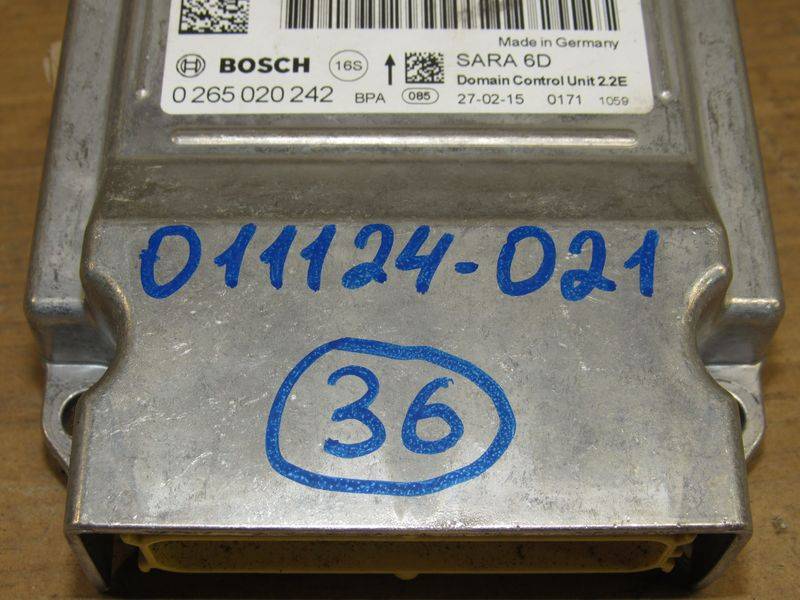 Made in Germany
BOSCH 16S SARA 6D
Domain Control Unit 2.2E
0 265 020 242 BPA 085 27-02-15 0171 1059
011124-021
36